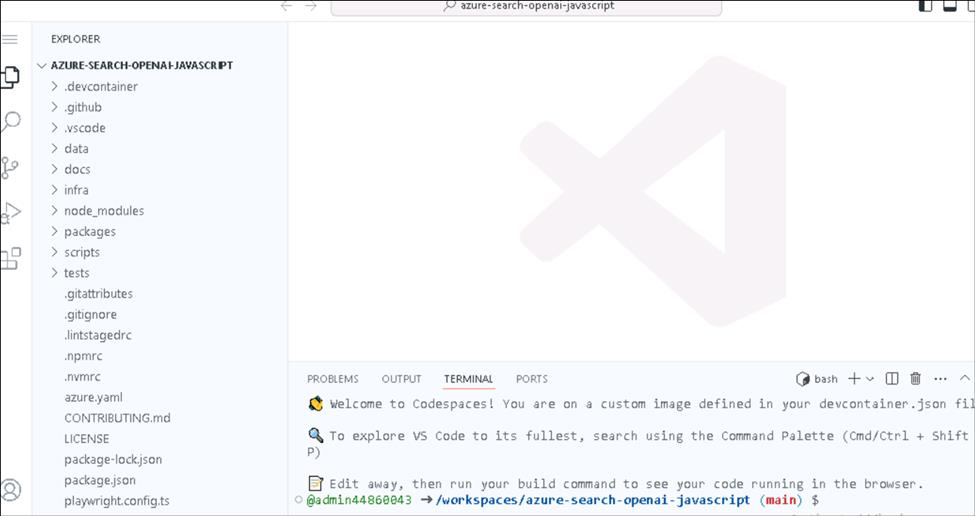 azure-search-openai-javascript
EXPLORER
AZURE-SEARCH-OPENAI-JAVASCRIPT
.devcontainer
.github
.vscode
data
docs
infra
node_modules
packages
scripts
tests
.gitattributes
.gitignore
.lintstagedrc
.npmrc
.nvmrc
azure.yaml
CONTRIBUTING.md
LICENSE
package-lock.json
package.json
playwright.config.ts
PROBLEMS OUTPUT TERMINAL PORTS bash
Welcome to Codespaces! You are on a custom image defined in your devcontainer.json fil
To explore VS Code to its fullest, search using the Command Palette (Cmd/Ctrl + Shift
P)
Edit away, then run your build command to see your code running in the browser.
@admin44860043 ➜/workspaces/azure-search-openai-javascript (main) $